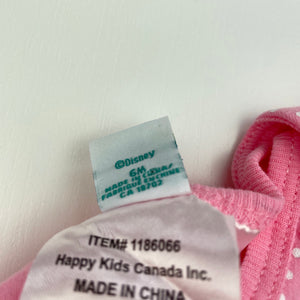 ©Disney
6M
MADE IN CHINA
FABRIQUÉ EN CHINE
CA 18702
ITEM# 1186066
Happy Kids Canada Inc.
MADE IN CHINA